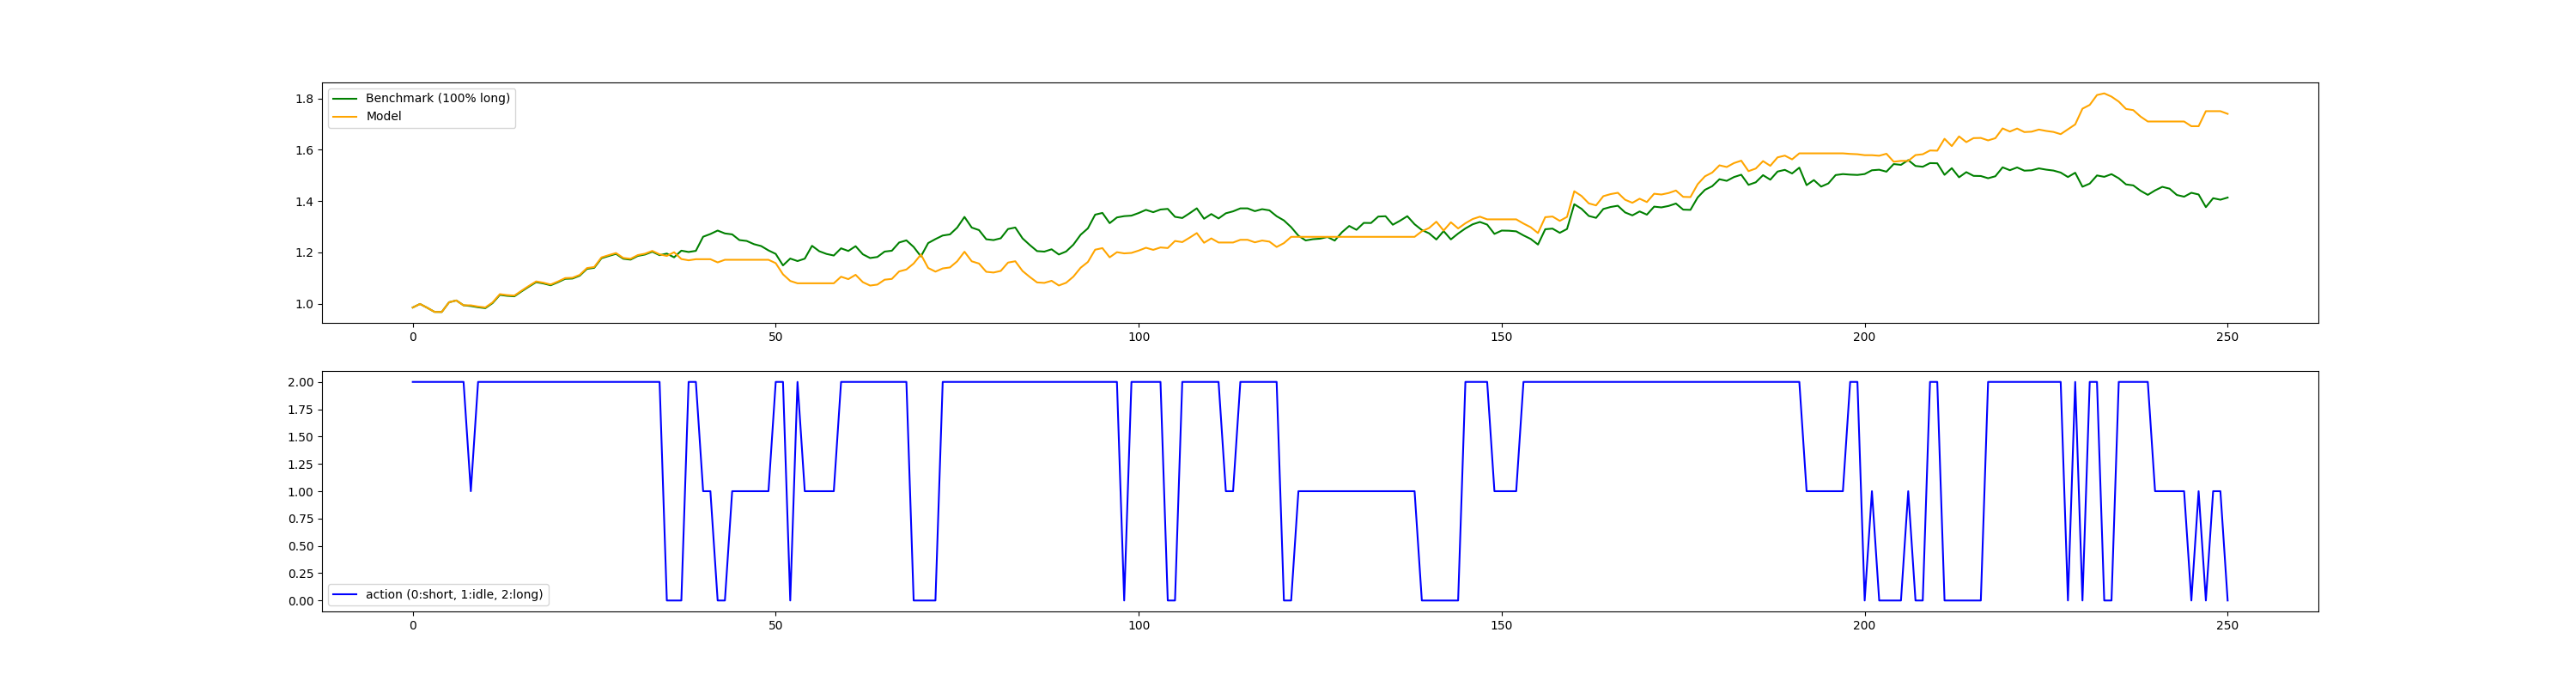 Benchmark (100% long)
Model
1.8
1.6
1.4
1.2
1.0
0 50 100 150 200 250
2.00
1.75
1.50
1.25
1.00
0.75
0.50
0.25
0.00
action (0:short, 1:idle, 2:long)
0 50 100 150 200 250